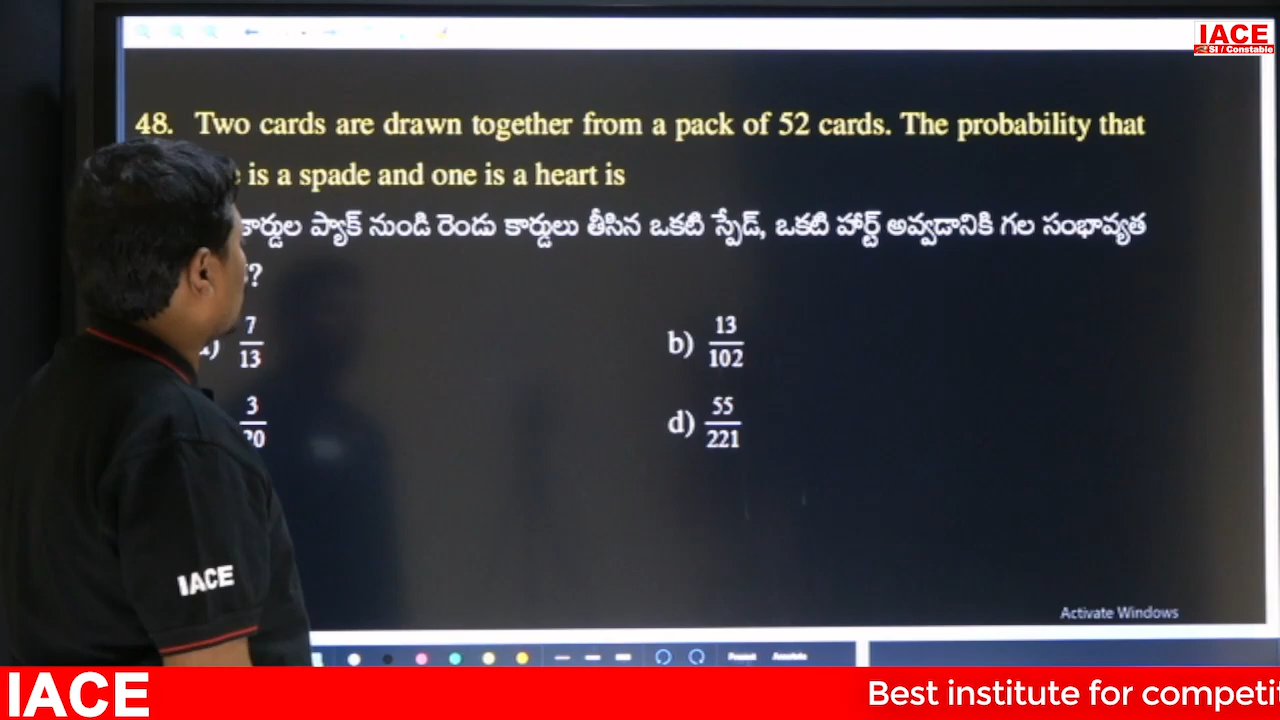 IACE
SI / Constable
48. Two cards are drawn together from a pack of 52 cards. The probability that
is a spade and one is a heart is
కార్డుల ప్యాక్ నుండి రెండు కార్డులు తీసిన ఒకటి స్పేడ్, ఒకటి హార్ట్ అవ్వడానికి గల సంభావ్యత
?
7/13
b) 13/102
d) 55/221
IACE
Activate Windows
IACE
Best institute for